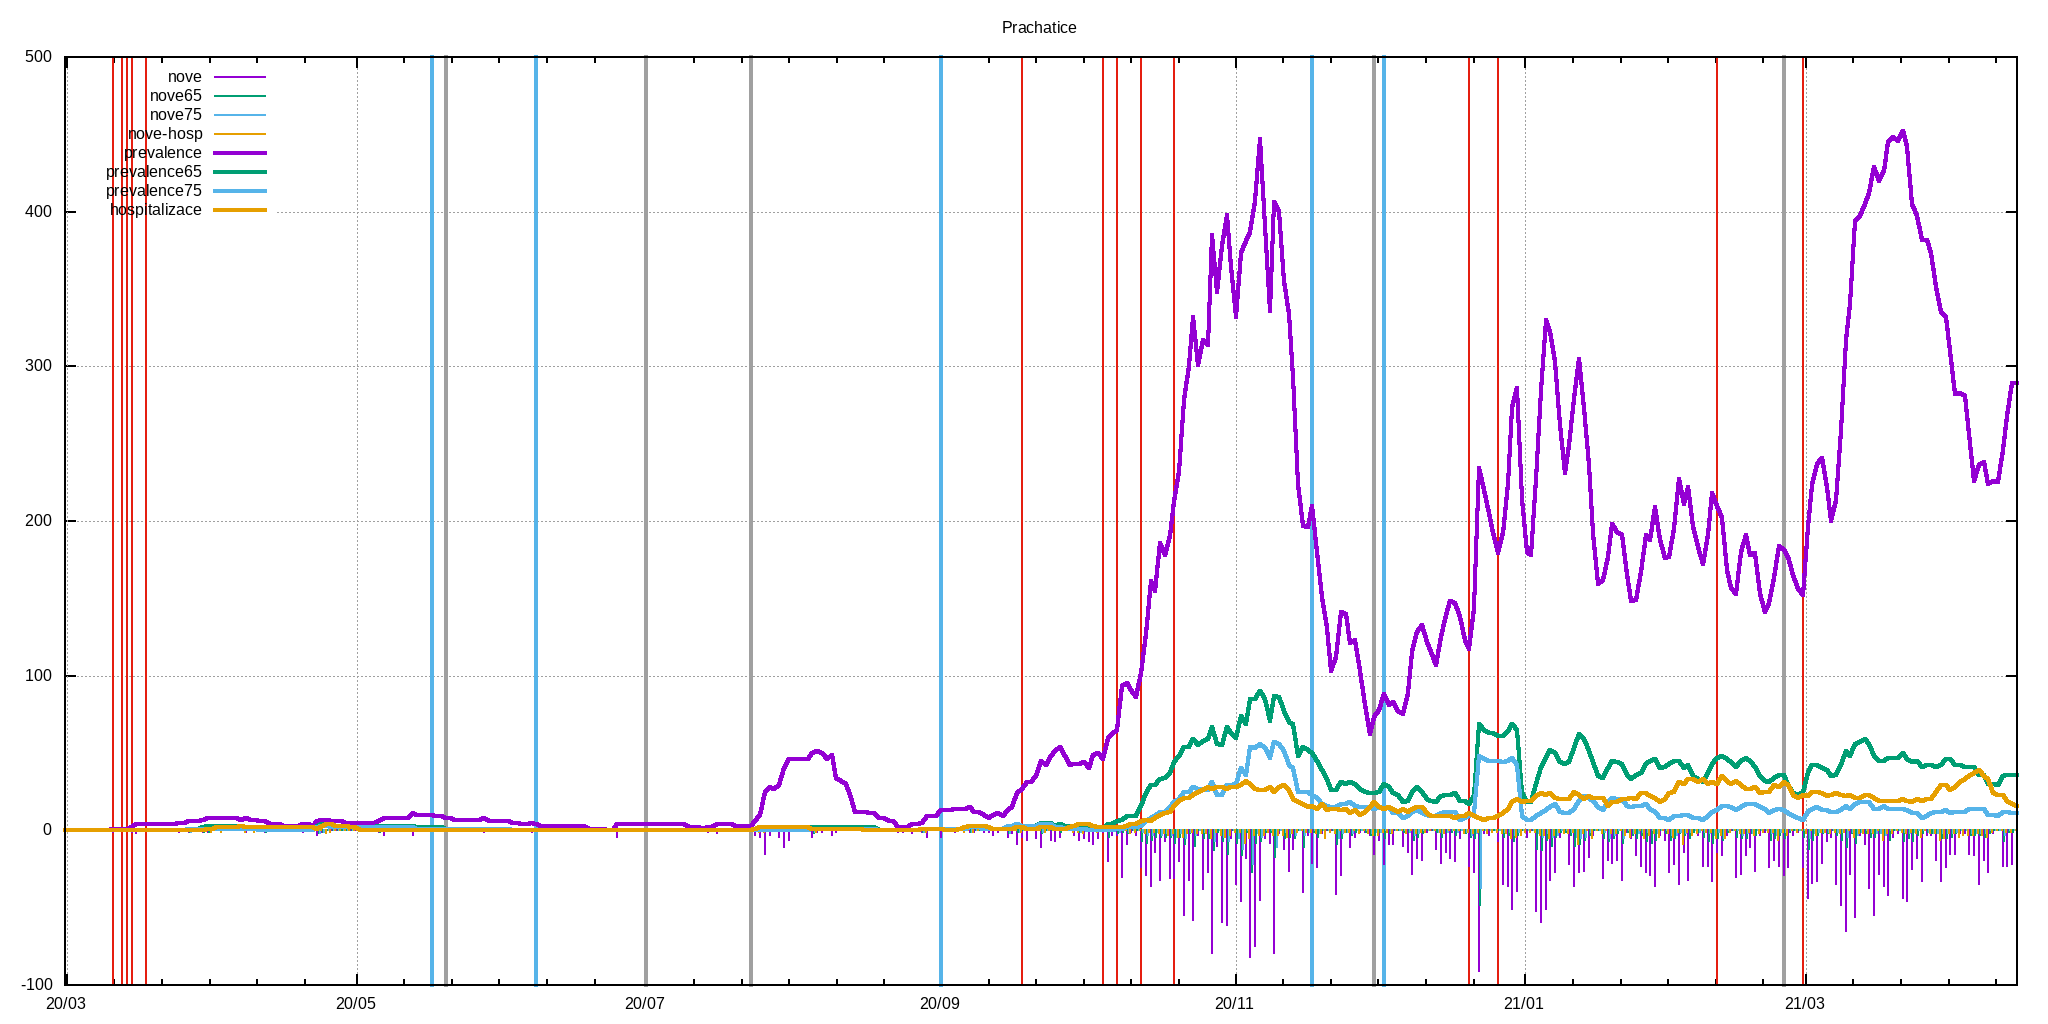 Prachatice
500
nove
nove65
nove75
nove-hosp
prevalence
prevalence65
prevalence75
hospitalizace
400
300
200
100
0
-100
20/03 20/05 20/07 20/09 20/11 21/01 21/03